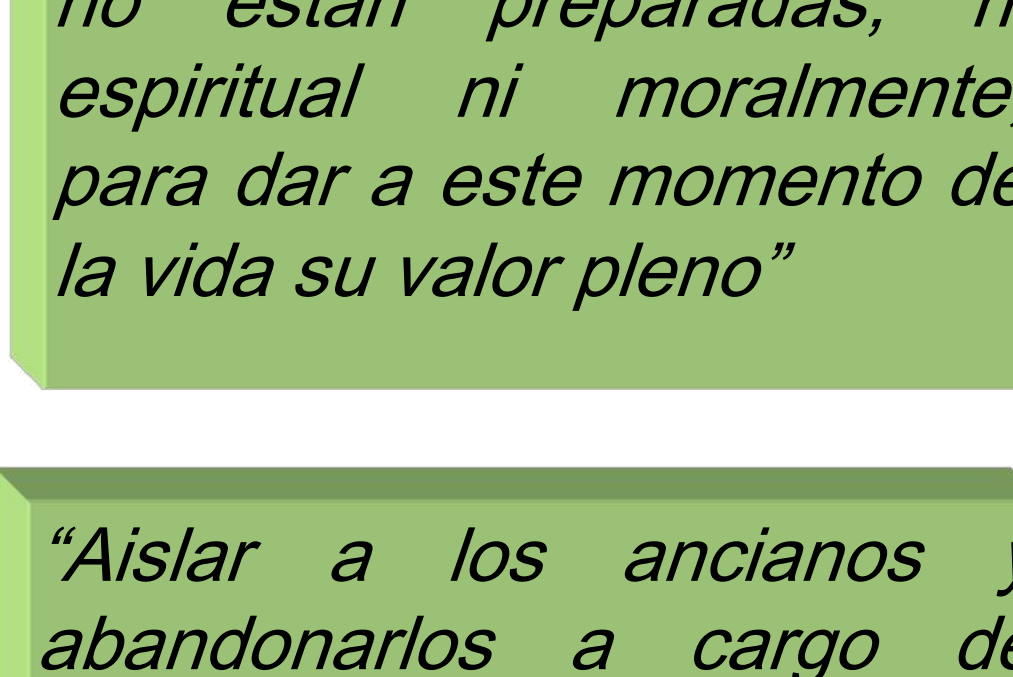 no están preparadas,
espiritual ni moralmente,
para dar a este momento de
la vida su valor pleno”
“Aislar a los ancianos y
abandonarlos a cargo de